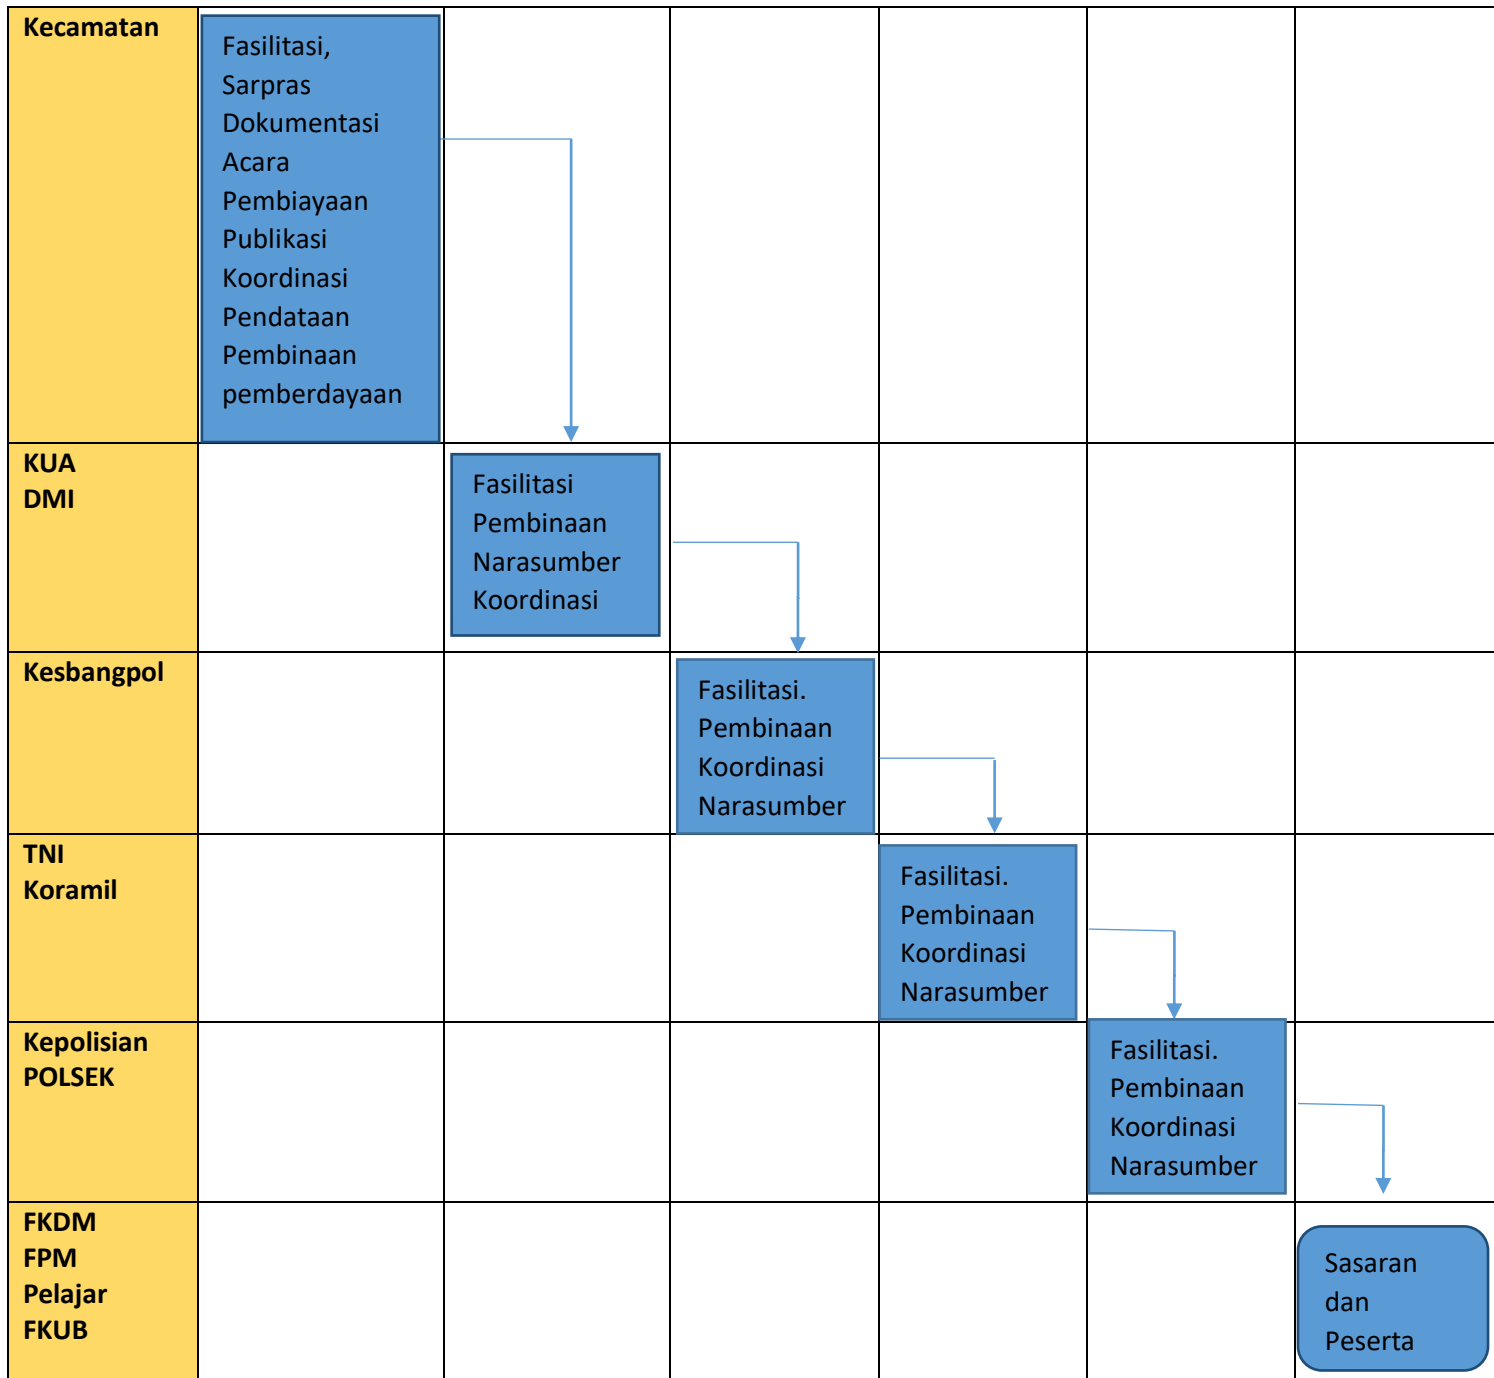 Kecamatan
Fasilitasi,
Sarpras
Dokumentasi
Acara
Pembiayaan
Publikasi
Koordinasi
Pendataan
Pembinaan
pemberdayaan
KUA
DMI
Fasilitasi
Pembinaan
Narasumber
Koordinasi
Kesbangpol
Fasilitasi.
Pembinaan
Koordinasi
Narasumber
TNI
Koramil
Fasilitasi.
Pembinaan
Koordinasi
Narasumber
Kepolisian
POLSEK
Fasilitasi.
Pembinaan
Koordinasi
Narasumber
FKDM
FPM
Pelajar
FKUB
Sasaran
dan
Peserta